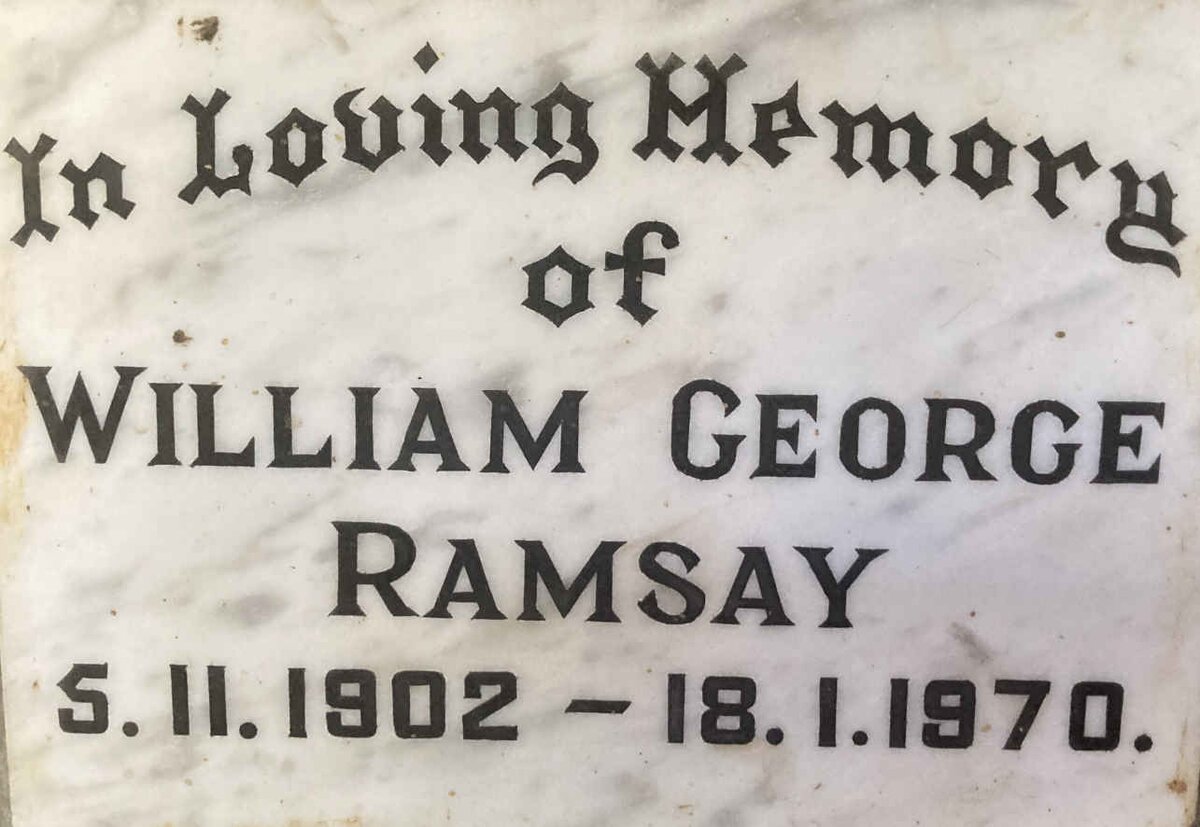 In Loving Memory
of
WILLIAM GEORGE
RAMSAY
5.11.1902 – 18.1.1970.